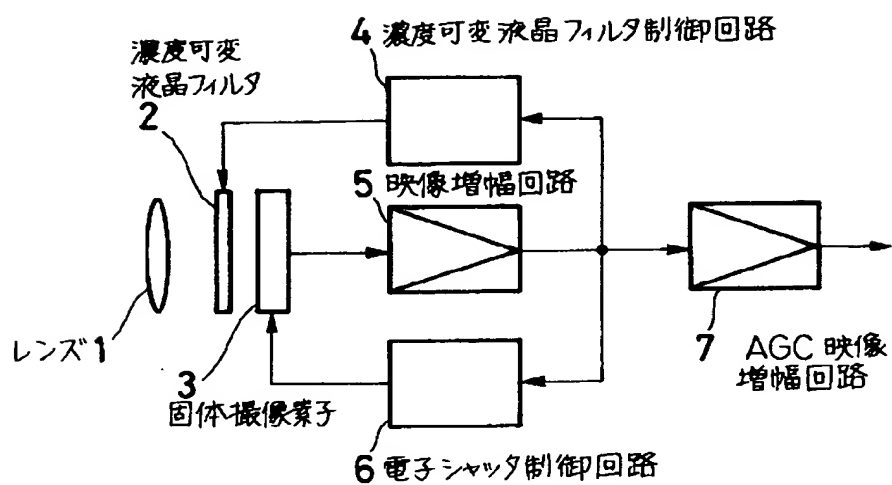 4 濃度可変液晶フィルタ制御回路
濃度可変
液晶フィルタ
2
5 映像増幅回路
レンズ1
3
固体撮像素子
7 AGC映像
増幅回路
6 電子シャッタ制御回路